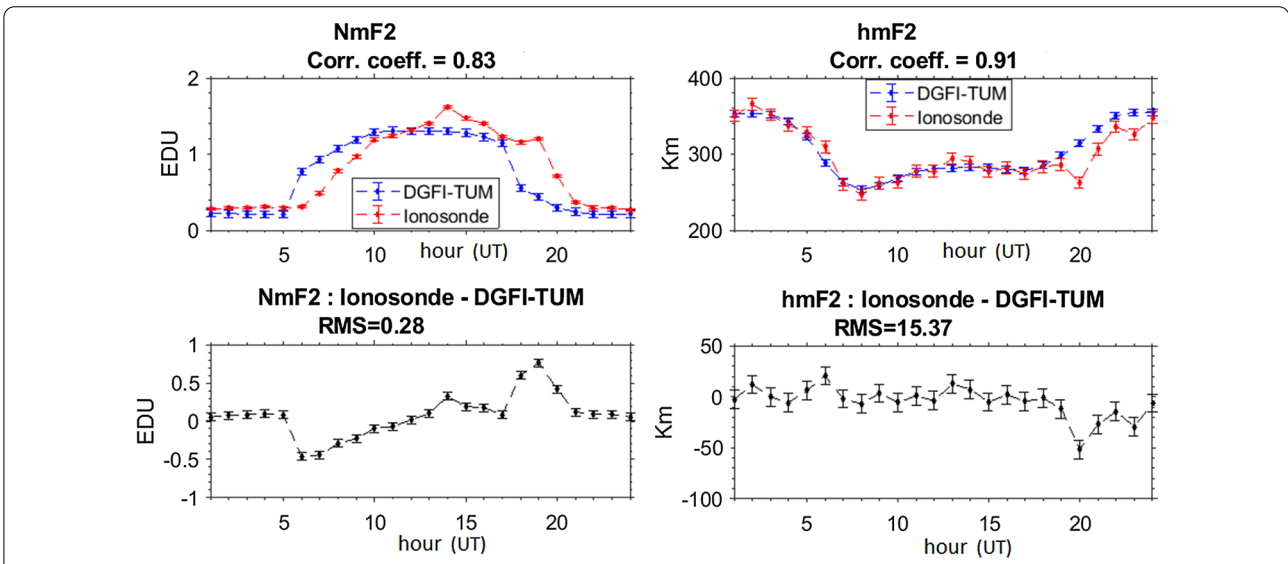 NmF2
Corr. coeff. = 0.83
2
1
0
EDU
DGFI-TUM
Ionosonde
5
10
20
hour (UT)
hmF2
Corr. coeff. = 0.91
400
300
200
Km
DGFI-TUM
Ionosonde
5
10
20
hour (UT)
NmF2 : Ionosonde - DGFI-TUM
RMS=0.28
1
0.5
0
-0.5
-1
EDU
5
10
15
20
hour (UT)
hmF2 : Ionosonde - DGFI-TUM
RMS=15.37
50
0
-50
-100
Km
5
10
15
20
hour (UT)